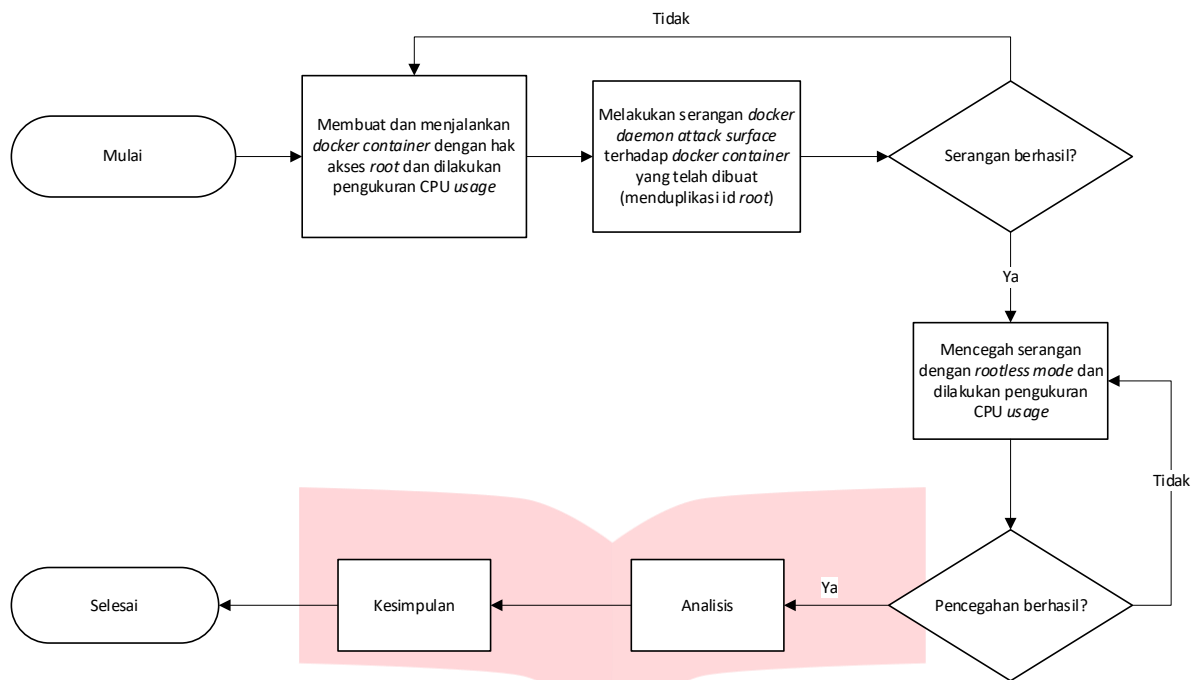 Tidak
Mulai
Membuat dan menjalankan
docker container dengan hak
akses root dan dilakukan
pengukuran CPU usage
Melakukan serangan docker
daemon attack surface
terhadap docker container
yang telah dibuat
(menduplikasi id root)
Serangan berhasil?
Ya
Mencegah serangan
dengan rootless mode dan
dilakukan pengukuran
CPU usage
Tidak
Pencegahan berhasil?
Ya
Analisis
Kesimpulan
Selesai